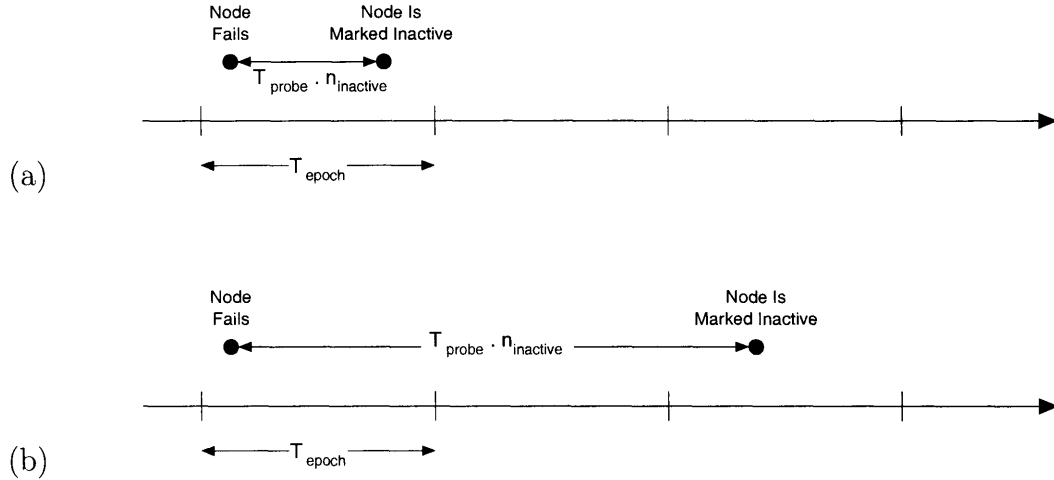 Node
Fails
Node Is
Marked Inactive
T probe . n inactive
T epoch
(a)
Node
Fails
Node Is
Marked Inactive
T probe . n inactive
T epoch
(b)